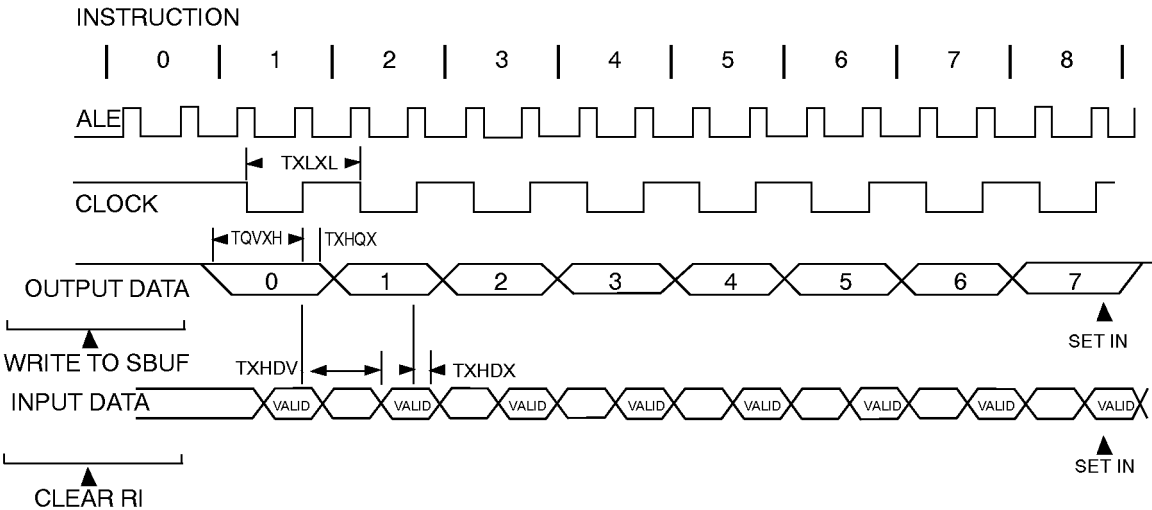 INSTRUCTION
0 1 2 3 4 5 6 7 8
ALE
TXLXL
CLOCK
TQVXH TXHQX
OUTPUT DATA 0 1 2 3 4 5 6 7
SET IN
WRITE TO SBUF
TXHDV TXHDX
INPUT DATA VALID VALID VALID VALID VALID VALID VALID VALID
SET IN
CLEAR RI